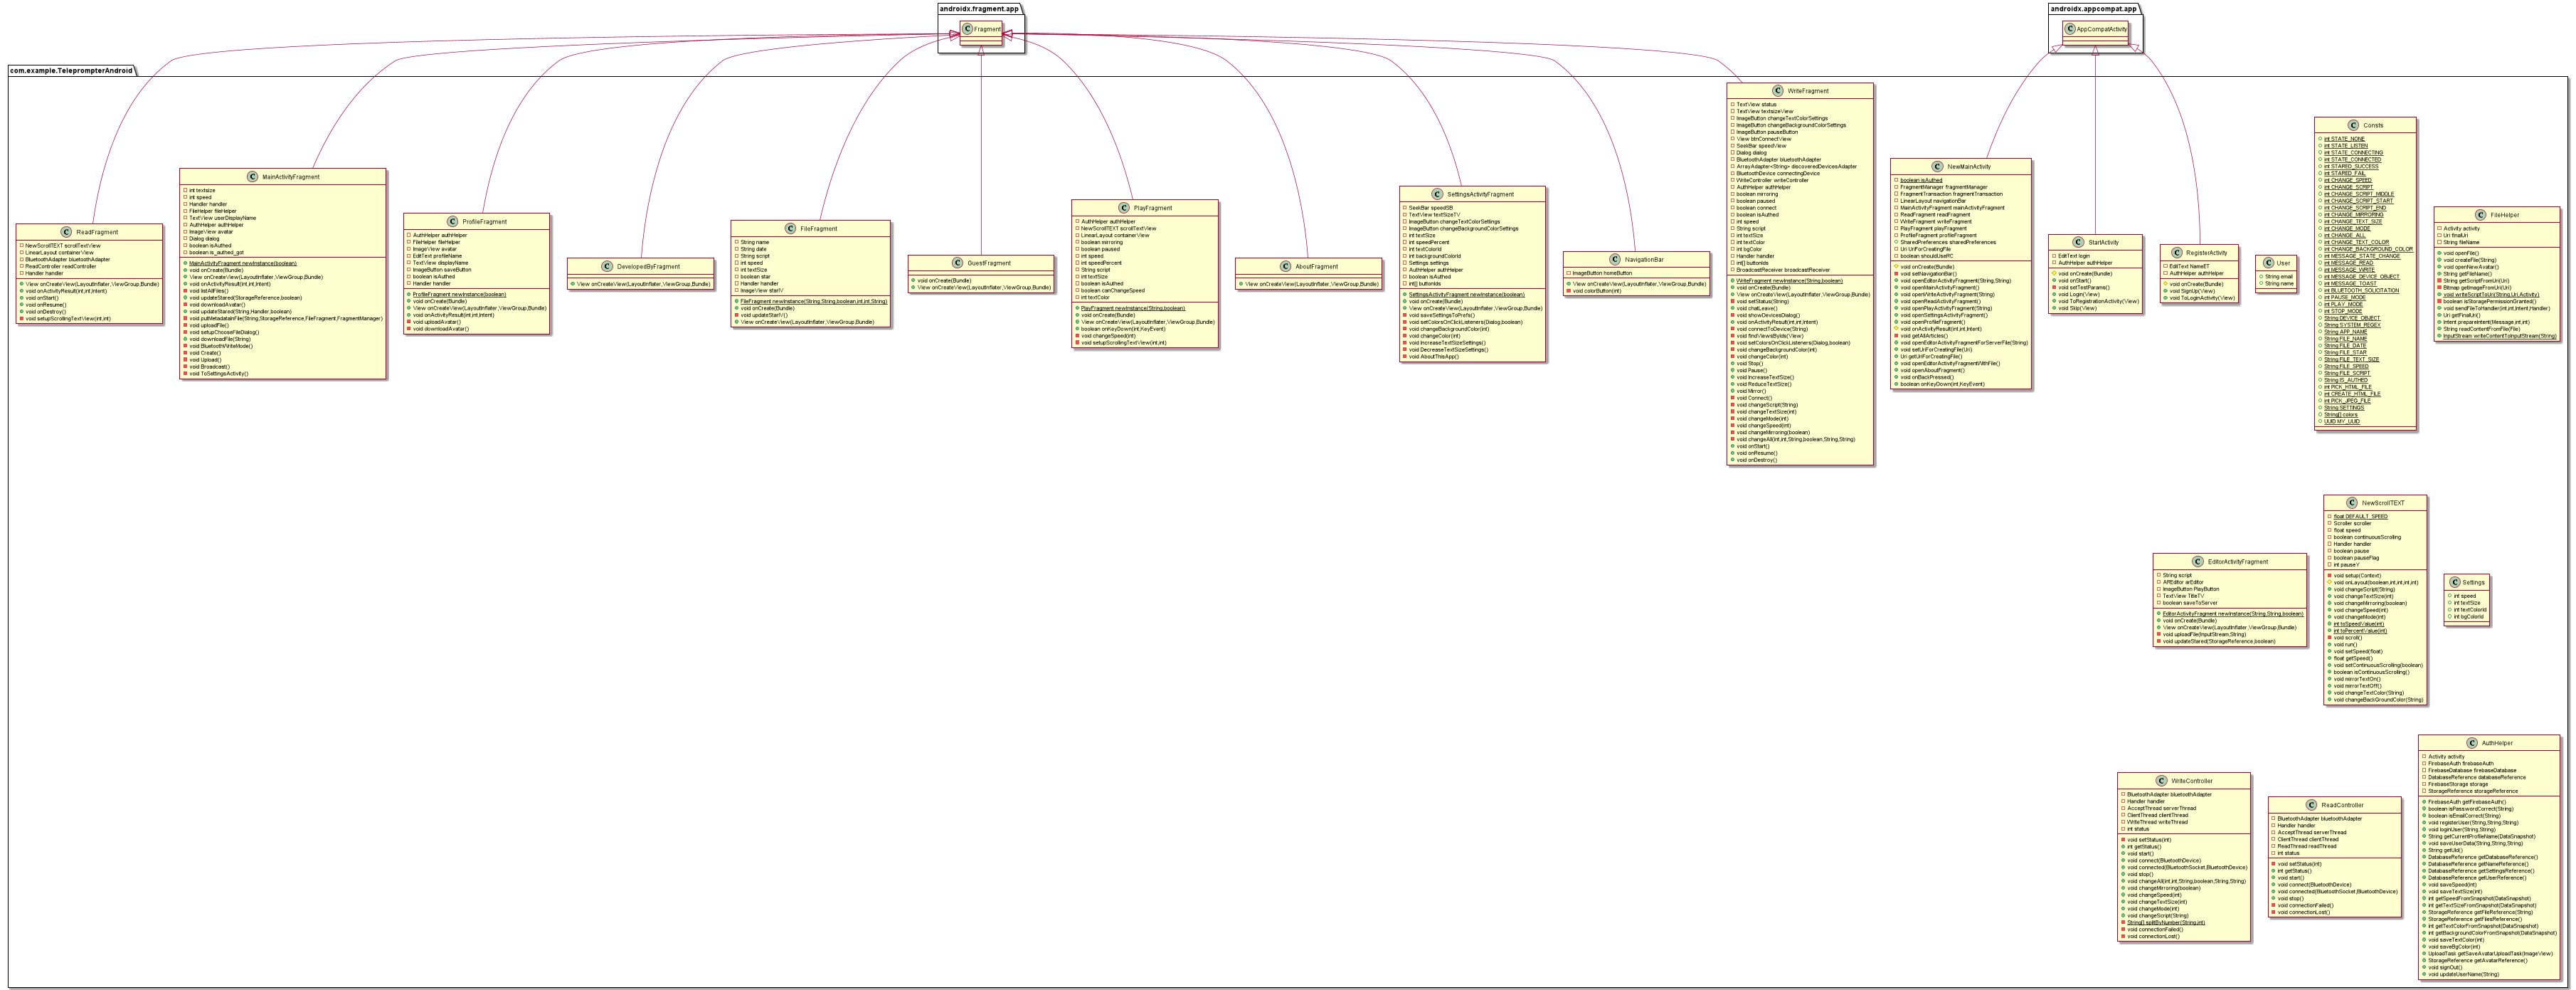 androidx.fragment.app
Fragment
androidx.appcompat.app
AppCompatActivity
com.example.TeleprompterAndroid
ReadFragment
NewScrollTEXT scrollTextView
LinearLayout containerView
BluetoothAdapter bluetoothAdapter
ReadController readController
Handler handler
View onCreateView(LayoutInflater,ViewGroup,Bundle)
void onActivityResult(int,int,Intent)
void onStart()
void onResume()
void onDestroy()
void setupScrollingTextView(int,int)
MainActivityFragment
int textsize
int speed
Handler handler
FileHelper fileHelper
TextView userDisplayName
AuthHelper authHelper
ImageView avatar
Dialog dialog
boolean isAuthed
boolean is_authed_got
MainActivityFragment newInstance(boolean)
void onCreate(Bundle)
View onCreateView(LayoutInflater,ViewGroup,Bundle)
void onActivityResult(int,int,Intent)
void listAllFiles()
void updateStared(StorageReference,boolean)
void downloadAvatar()
void updateStared(String,Handler,boolean)
void putMetadataInFile(String,StorageReference,FileFragment,FragmentManager)
void uploadFile()
void setupChooseFileDialog()
void downloadFile(String)
void BluetoothWriteMode()
void Create()
void Upload()
void Broadcast()
void ToSettingsActivity()
ProfileFragment
AuthHelper authHelper
FileHelper fileHelper
ImageView avatar
EditText profileName
TextView displayName
ImageButton saveButton
boolean isAuthed
Handler handler
ProfileFragment newInstance(boolean)
void onCreate(Bundle)
View onCreateView(LayoutInflater,ViewGroup,Bundle)
void onActivityResult(int,int,Intent)
void uploadAvatar()
void downloadAvatar()
DevelopedByFragment
View onCreateView(LayoutInflater,ViewGroup,Bundle)
FileFragment
String name
String date
String script
int speed
int textSize
boolean star
Handler handler
ImageView starIV
FileFragment newInstance(String,String,boolean,int,int,String)
void onCreate(Bundle)
void updateStarIV()
View onCreateView(LayoutInflater,ViewGroup,Bundle)
GuestFragment
void onCreate(Bundle)
View onCreateView(LayoutInflater,ViewGroup,Bundle)
PlayFragment
AuthHelper authHelper
NewScrollTEXT scrollTextView
LinearLayout containerView
boolean mirroring
boolean paused
int speed
int speedPercent
String script
int textSize
boolean isAuthed
boolean canChangeSpeed
int textColor
PlayFragment newInstance(String,boolean)
void onCreate(Bundle)
View onCreateView(LayoutInflater,ViewGroup,Bundle)
boolean onKeyDown(int,KeyEvent)
void changeSpeed(int)
void setupScrollingTextView(int,int)
AboutFragment
View onCreateView(LayoutInflater,ViewGroup,Bundle)
SettingsActivityFragment
SeekBar speedSB
TextView textSizeTV
ImageButton changeTextColorSettings
ImageButton changeBackgroundColorSettings
int textSize
int speedPercent
int backgroundColorId
int textColorId
Settings settings
AuthHelper authHelper
boolean isAuthed
int[] buttonIds
SettingsActivityFragment newInstance(boolean)
void onCreate(Bundle)
View onCreateView(LayoutInflater,ViewGroup,Bundle)
void saveSettingsToPrefs()
void setColorsOnClickListeners(Dialog,boolean)
void changeBackgroundColor(int)
void changeColor(int)
void IncreaseTextSizeSettings()
void DecreaseTextSizeSettings()
void AboutThisApp()
NavigationBar
ImageButton homeButton
View onCreateView(LayoutInflater,ViewGroup,Bundle)
void colorButton(int)
WriteFragment
TextView status
TextView textsizeView
ImageButton changeTextColorSettings
ImageButton changeBackgroundColorSettings
ImageButton pauseButton
View btnConnectView
SeekBar speedView
Dialog dialog
BluetoothAdapter bluetoothAdapter
ArrayAdapter<String> discoveredDevicesAdapter
BluetoothDevice connectingDevice
WriteController writeController
AuthHelper authHelper
boolean mirroring
boolean paused
boolean connect
boolean isAuthed
int speed
String script
int textSize
int textColor
Handler handler
int bgColor
int[] buttonIds
BroadcastReceiver broadcastReceiver
WriteFragment newInstance(String,boolean)
void onCreate(Bundle)
View onCreateView(LayoutInflater,ViewGroup,Bundle)
void setStatus(String)
void chatLeave()
void showDevicesDialog()
void onActivityResult(int,int,Intent)
void connectToDevice(String)
void findViewsByIds(View)
void setColorsOnClickListeners(Dialog,boolean)
void changeBackgroundColor(int)
void changeColor(int)
void Stop()
void Pause()
void IncreaseTextSize()
void ReduceTextSize()
void Mirror()
void Connect()
void changeScript(String)
void changeTextSize(int)
void changeMode(int)
void changeSpeed(int)
void changeMirroring(boolean)
void changeAll(int,int,String,boolean,String,String)
void onStart()
void onResume()
void onDestroy()
NewMainActivity
boolean isAuthed
FragmentManager fragmentManager
FragmentTransaction fragmentTransaction
LinearLayout navigationBar
MainActivityFragment mainActivityFragment
ReadFragment readFragment
WriteFragment writeFragment
PlayFragment playFragment
ProfileFragment profileFragment
SharedPreferences sharedPreferences
Uri UriForCreatingFile
boolean shouldUseRC
void onCreate(Bundle)
void setNavigationBar()
void openEditorActivityFragment(String,String)
void openMainActivityFragment()
void openWriteActivityFragment(String)
void openReadActivityFragment()
void openPlayActivityFragment(String)
void openSettingsActivityFragment()
void openProfileFragment()
void onActivityResult(int,int,Intent)
void getAllArticles()
void openEditorActivityFragmentForServerFile(String)
void setUriForCreatingFile(Uri)
Uri getUriForCreatingFile()
void openEditorActivityFragmentWithFile()
void openAboutFragment()
void onBackPressed()
boolean onKeyDown(int,KeyEvent)
StartActivity
EditText login
AuthHelper authHelper
void onCreate(Bundle)
void onStart()
void setTestParams()
void Login(View)
void ToRegistrationActivity(View)
void Skip(View)
RegisterActivity
EditText NameET
AuthHelper authHelper
void onCreate(Bundle)
void SignUp(View)
void ToLoginActivity(View)
User
String email
String name
Consts
int STATE_NONE
int STATE_LISTEN
int STATE_CONNECTING
int STATE_CONNECTED
int STARED_SUCCESS
int STARED_FAIL
int CHANGE_SPEED
int CHANGE_SCRIPT
int CHANGE_SCRIPT_MIDDLE
int CHANGE_SCRIPT_START
int CHANGE_SCRIPT_END
int CHANGE_MIRRORING
int CHANGE_TEXT_SIZE
int CHANGE_MODE
int CHANGE_ALL
int CHANGE_TEXT_COLOR
int CHANGE_BACKGROUND_COLOR
int MESSAGE_STATE_CHANGE
int MESSAGE_READ
int MESSAGE_WRITE
int MESSAGE_DEVICE_OBJECT
int MESSAGE_TOAST
int BLUETOOTH_SOLICITATION
int PAUSE_MODE
int PLAY_MODE
int STOP_MODE
String DEVICE_OBJECT
String SYSTEM_REGEX
String APP_NAME
String FILE_NAME
String FILE_DATE
String FILE_STAR
String FILE_TEXT_SIZE
String FILE_SPEED
String FILE_SCRIPT
String IS_AUTHED
int PICK_HTML_FILE
int CREATE_HTML_FILE
int PICK_JPEG_FILE
String SETTINGS
String[] colors
UUID MY_UUID
FileHelper
Activity activity
Uri finalUri
String fileName
void openFile()
void createFile(String)
void openNewAvatar()
String getFileName()
String getScriptFromUri(Uri)
Bitmap getImageFromUri(Uri)
void writeScriptToUri(String,Uri,Activity)
boolean isStoragePermissionGranted()
void sendFileToHandler(int,int,Intent,Handler)
Uri getFinalUri()
Intent prepareIntent(Message,int,int)
String readContentFromFile(File)
InputStream writeContentToInputStream(String)
NewScrollTEXT
float DEFAULT_SPEED
Scroller scroller
float speed
boolean continuousScrolling
Handler handler
boolean pause
boolean pauseFlag
int pauseY
void setup(Context)
void onLayout(boolean,int,int,int,int)
void changeScript(String)
void changeTextSize(int)
void changeMirroring(boolean)
void changeSpeed(int)
void changeMode(int)
int toSpeedValue(int)
int toPercentValue(int)
void scroll()
void run()
void setSpeed(float)
float getSpeed()
void setContinuousScrolling(boolean)
boolean isContinuousScrolling()
void mirrorTextOn()
void mirrorTextOff()
void changeTextColor(String)
void changeBackGroundColor(String)
EditorActivityFragment
String script
AREditor arEditor
ImageButton PlayButton
TextView TitleTV
boolean saveToServer
EditorActivityFragment newInstance(String,String,boolean)
void onCreate(Bundle)
View onCreateView(LayoutInflater,ViewGroup,Bundle)
void uploadFile(InputStream,String)
void updateStared(StorageReference,boolean)
Settings
int speed
int textSize
int textColorId
int bgColorId
WriteController
BluetoothAdapter bluetoothAdapter
Handler handler
AcceptThread serverThread
ClientThread clientThread
WriteThread writeThread
int status
void setStatus(int)
int getStatus()
void start()
void connect(BluetoothDevice)
void connected(BluetoothSocket,BluetoothDevice)
void stop()
void changeAll(int,int,String,boolean,String,String)
void changeMirroring(boolean)
void changeSpeed(int)
void changeTextSize(int)
void changeMode(int)
void changeScript(String)
String[] splitByNumber(String,int)
void connectionFailed()
void connectionLost()
ReadController
BluetoothAdapter bluetoothAdapter
Handler handler
AcceptThread serverThread
ClientThread clientThread
ReadThread readThread
int status
void setStatus(int)
int getStatus()
void start()
void connect(BluetoothDevice)
void connected(BluetoothSocket,BluetoothDevice)
void stop()
void connectionFailed()
void connectionLost()
AuthHelper
Activity activity
FirebaseAuth firebaseAuth
FirebaseDatabase firebaseDatabase
DatabaseReference databaseReference
FirebaseStorage storage
StorageReference storageReference
FirebaseAuth getFirebaseAuth()
boolean isPasswordCorrect(String)
boolean isEmailCorrect(String)
void registerUser(String,String,String)
void loginUser(String,String)
String getCurrentProfileName(DataSnapshot)
void saveUserData(String,String,String)
String getUid()
DatabaseReference getDatabaseReference()
DatabaseReference getNameReference()
DatabaseReference getSettingsReference()
DatabaseReference getUserReference()
void saveSpeed(int)
void saveTextSize(int)
int getSpeedFromSnapshot(DataSnapshot)
int getTextSizeFromSnapshot(DataSnapshot)
StorageReference getFileReference(String)
StorageReference getFilesReference()
int getTextColorFromSnapshot(DataSnapshot)
int getBackgroundColorFromSnapshot(DataSnapshot)
void saveTextColor(int)
void saveBgColor(int)
UploadTask getSaveAvatarUploadTask(ImageView)
StorageReference getAvatarReference()
void signOut()
void updateUserName(String)